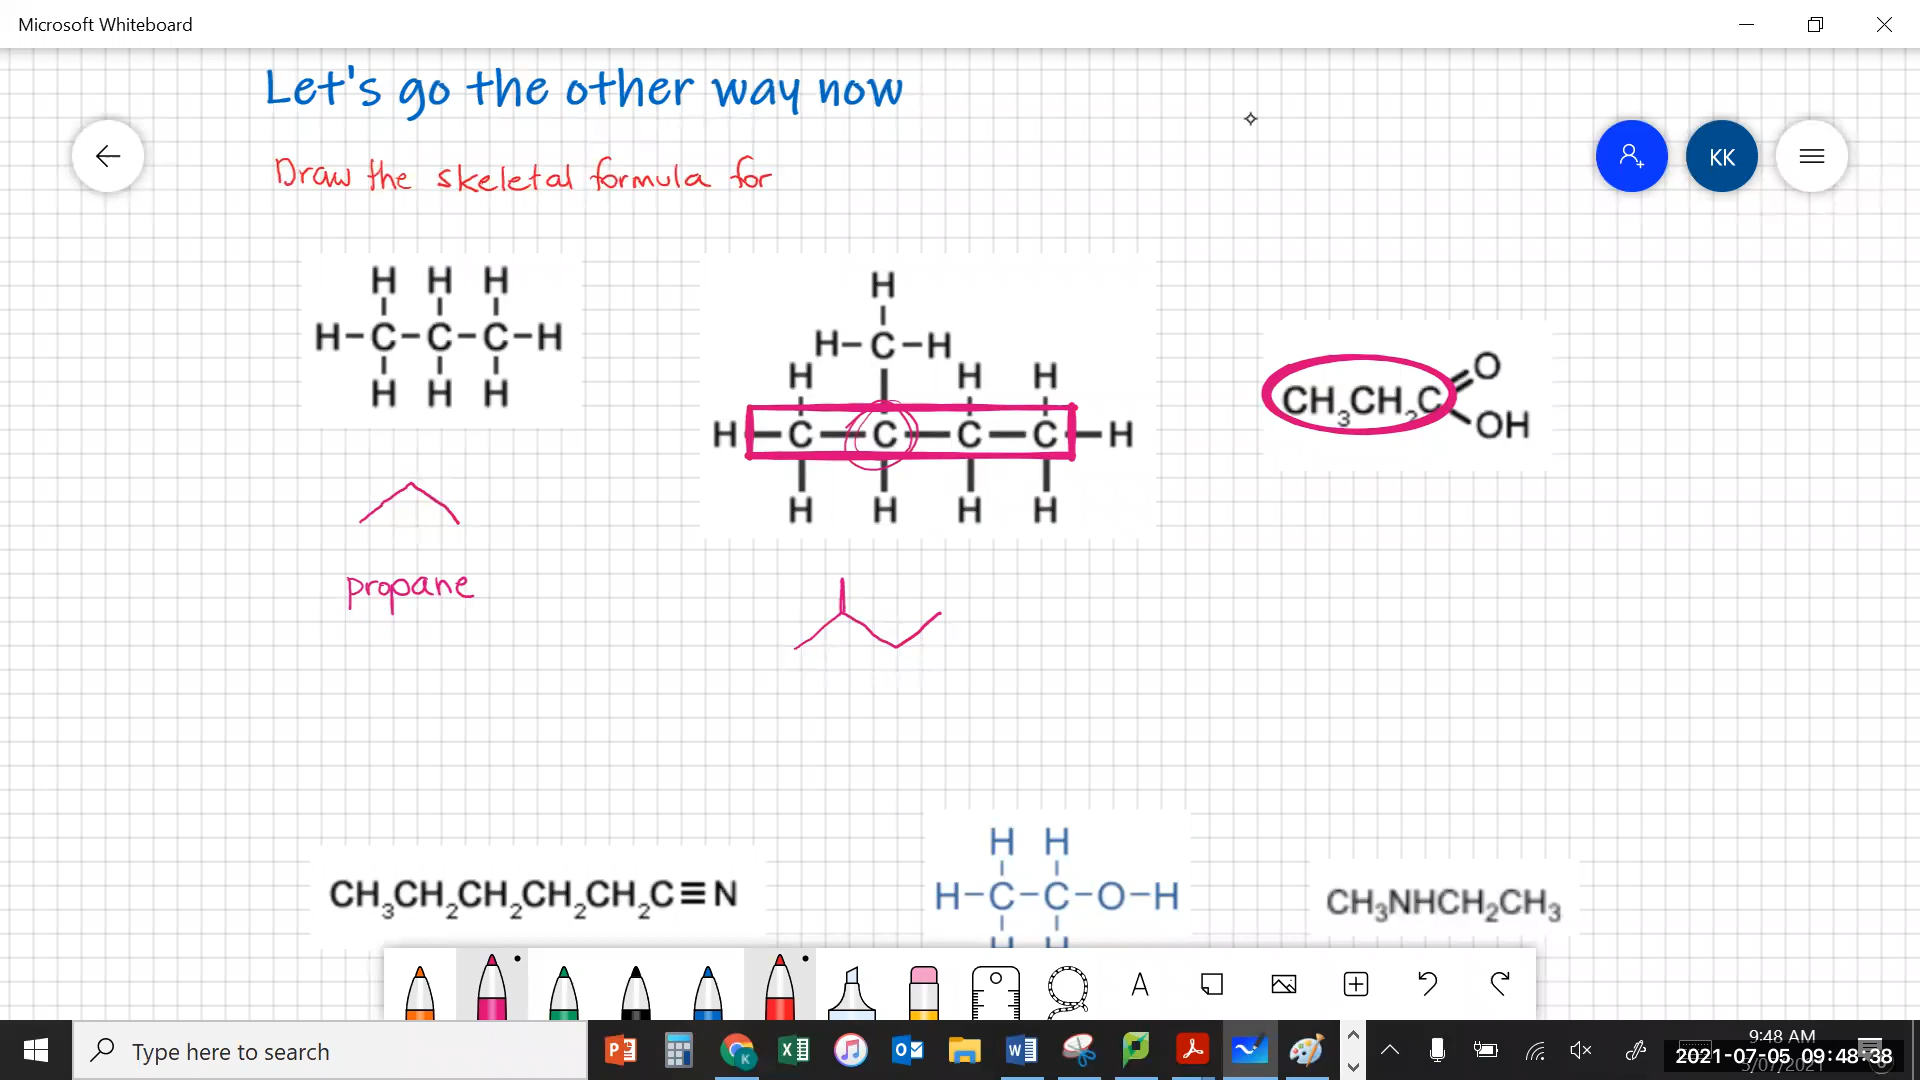 Microsoft Whiteboard
Let's go the other way now
Draw the skeletal formula for
KK
H H H
H-C-C-C-H
H H H
H
H-C-H
H H H
H-C-C-C-C-H
H H H H
CH3CH2C
O
OH
propane
CH3CH2CH2CH2CH2C≡N
H H
H-C-C-O-H
H H
CH3NHCH2CH3
A
Type here to search
9:48 AM
2021-07-05 09:48:38